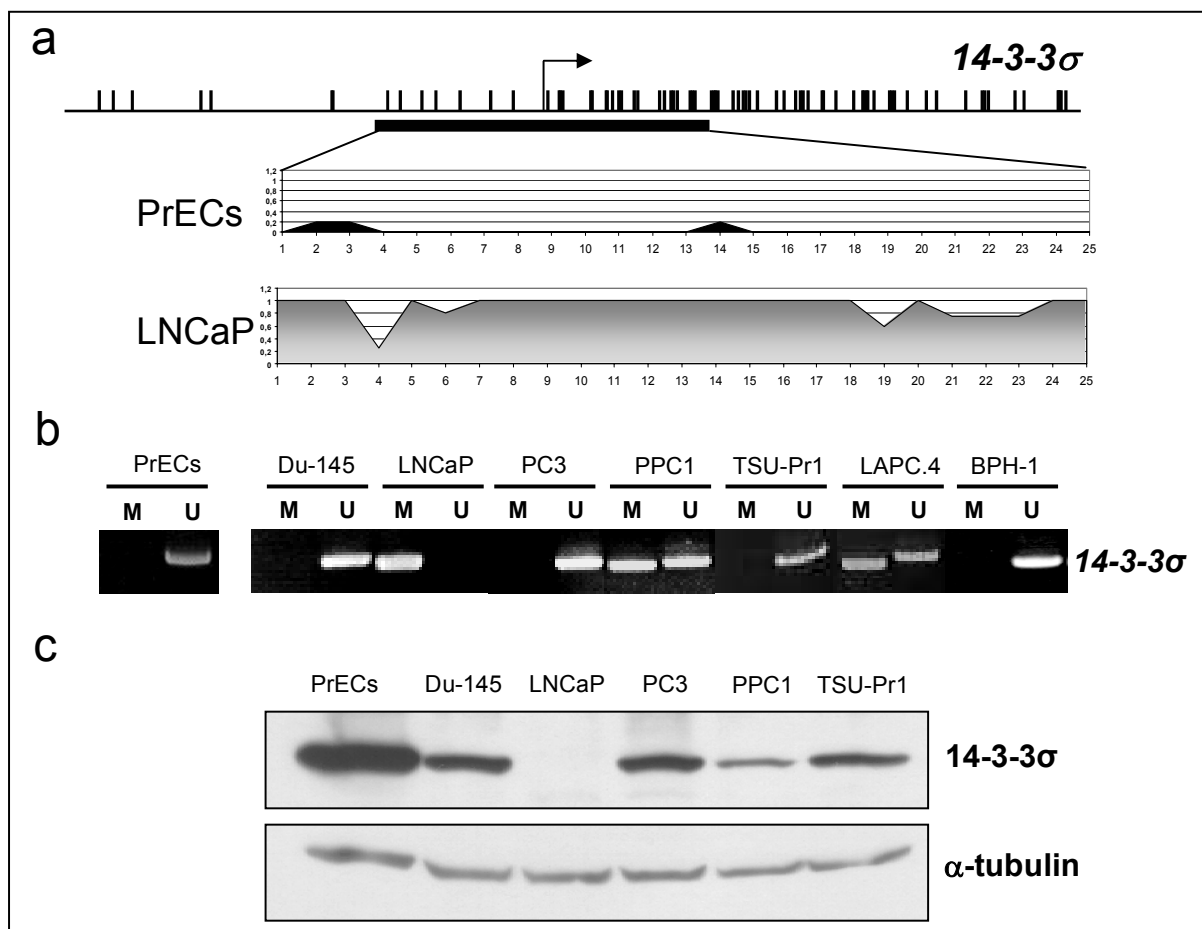 a
14-3-3σ
PrECs
1,2
1
0,8
0,6
0,4
0,2
0
1 2 3 4 5 6 7 8 9 10 11 12 13 14 15 16 17 18 19 20 21 22 23 24 25
LNCaP
1,2
1
0,8
0,6
0,4
0,2
0
1 2 3 4 5 6 7 8 9 10 11 12 13 14 15 16 17 18 19 20 21 22 23 24 25
b
PrECs Du-145 LNCaP PC3 PPC1 TSU-Pr1 LAPC.4 BPH-1
M U M U M U M U M U M U M U M U
14-3-3σ
c
PrECs Du-145 LNCaP PC3 PPC1 TSU-Pr1
14-3-3σ
α-tubulin